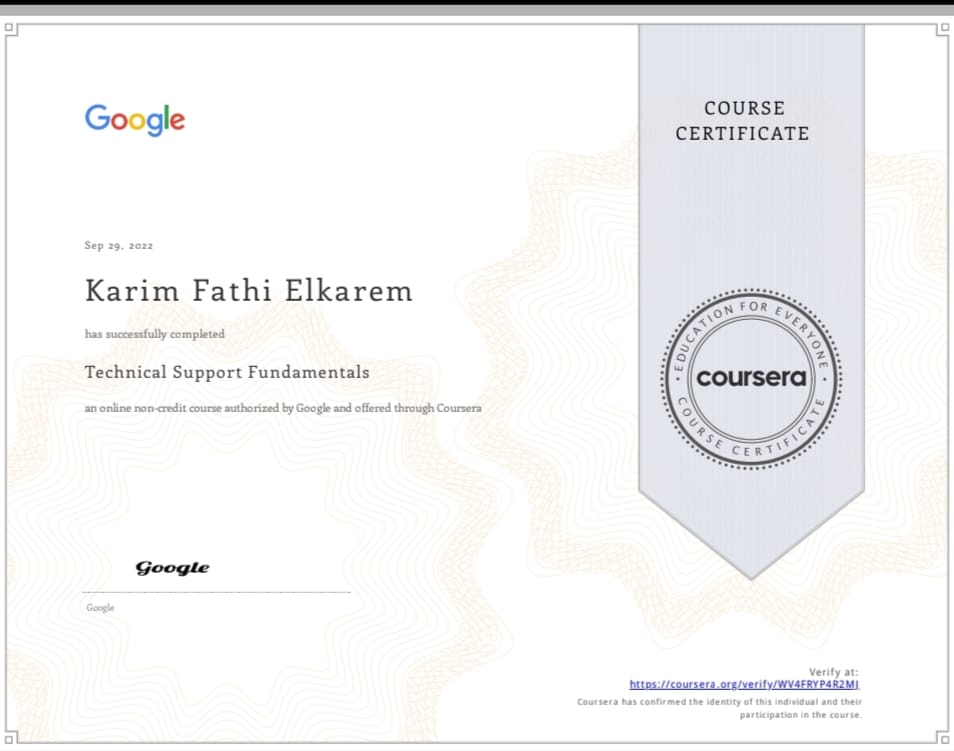 Google
COURSE
CERTIFICATE
Sep 29, 2022
Karim Fathi Elkarem
has successfully completed
Technical Support Fundamentals
an online non-credit course authorized by Google and offered through Coursera
EDUCATION FOR EVERYONE
coursera
COURSE CERTIFICATE
Google
Google
Verify at:
https://coursera.org/verify/WV4FRYP4R2MJ
Coursera has confirmed the identity of this individual and their
participation in the course.